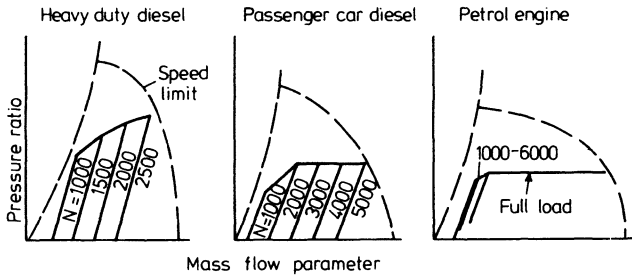 Heavy duty diesel
Passenger car diesel
Petrol engine
Pressure ratio
Speed
limit
N=1000
1500
2000
2500
N=1000
2000
3000
4000
5000
1000-6000
Full load
Mass flow parameter